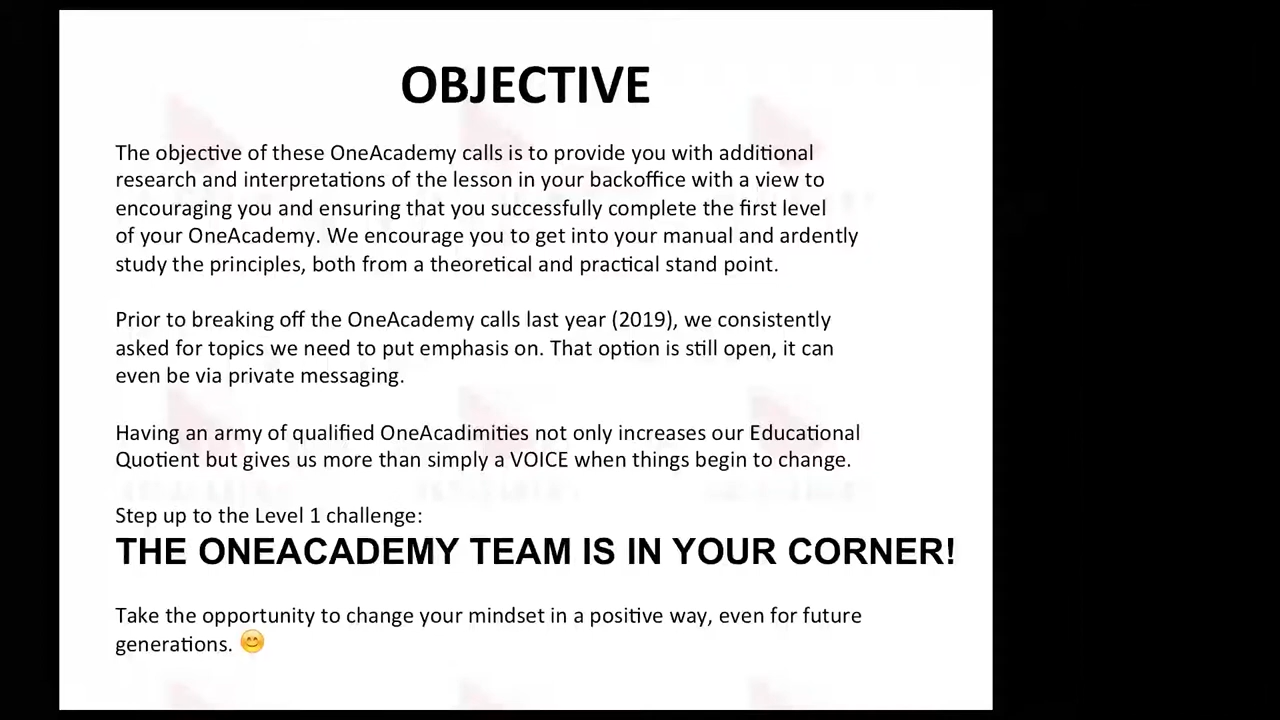 OBJECTIVE
The objective of these OneAcademy calls is to provide you with additional
research and interpretations of the lesson in your backoffice with a view to
encouraging you and ensuring that you successfully complete the first level
of your OneAcademy. We encourage you to get into your manual and ardently
study the principles, both from a theoretical and practical stand point.
Prior to breaking off the OneAcademy calls last year (2019), we consistently
asked for topics we need to put emphasis on. That option is still open, it can
even be via private messaging.
Having an army of qualified OneAcadimities not only increases our Educational
Quotient but gives us more than simply a VOICE when things begin to change.
Step up to the Level 1 challenge:
THE ONEACADEMY TEAM IS IN YOUR CORNER!
Take the opportunity to change your mindset in a positive way, even for future
generations. 😊